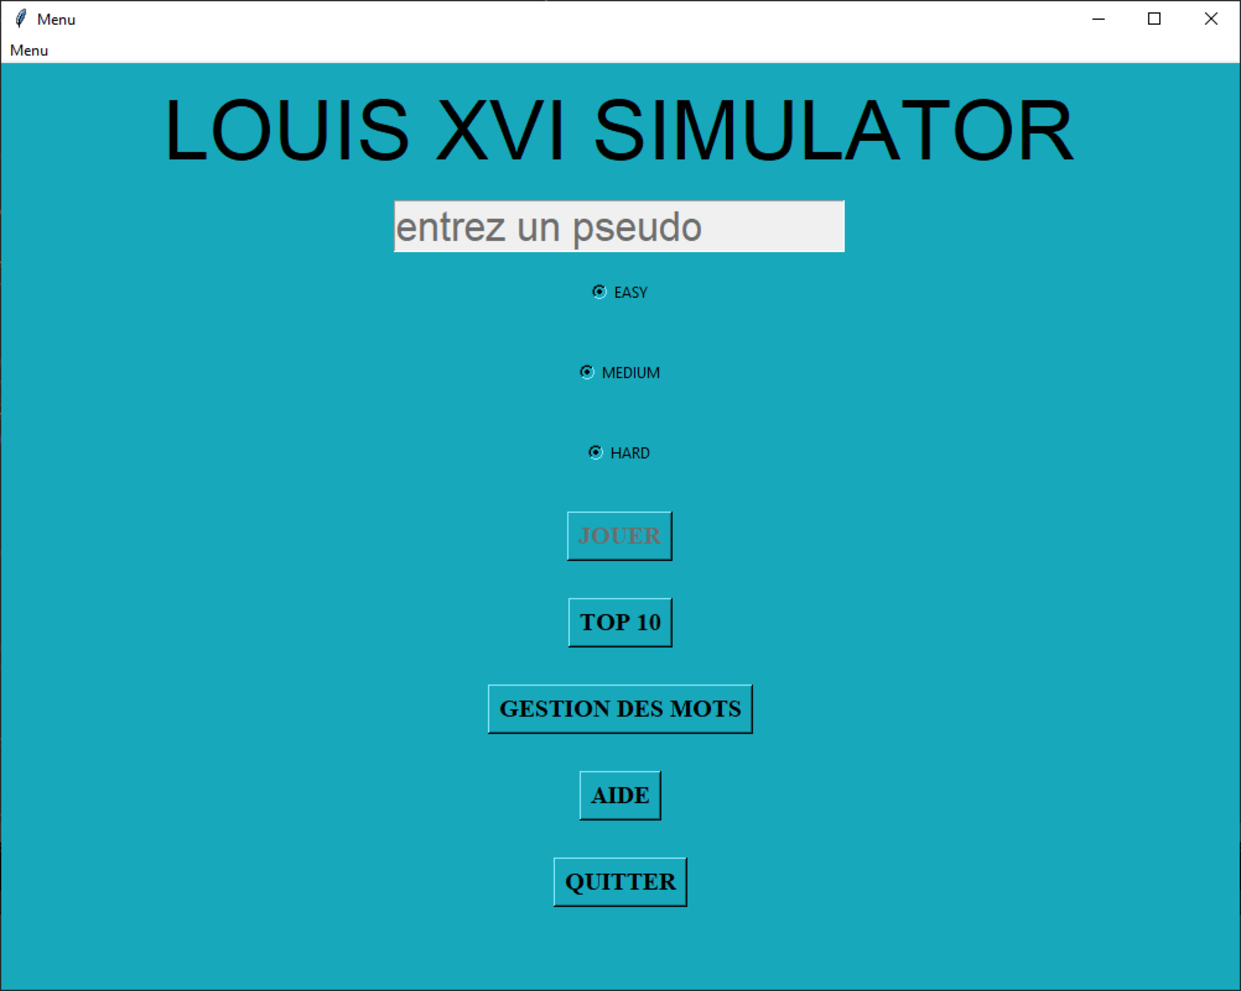 Menu
Menu
LOUIS XVI SIMULATOR
entrez un pseudo
EASY
MEDIUM
HARD
JOUER
TOP 10
GESTION DES MOTS
AIDE
QUITTER